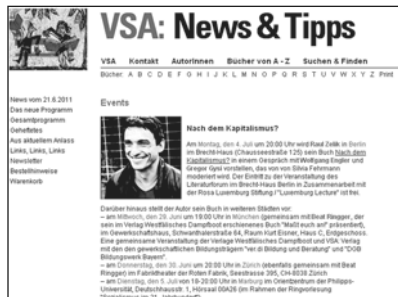 VSA: News & Tipps
VSA Kontakt AutorInnen Bücher von A - Z Suchen & Finden
Bücher: A B C D E F G H I J K L M N O P Q R S T U V W X Y Z Print
News vom 21.6.2011
Das neue Programm
Gesamtprogramm
Geheftetes
Aus aktuellem Anlass
Links, Links, Links
Newsletter
Bestellhinweise
Warenkorb
Events
Nach dem Kapitalismus?
Am Montag, den 4. Juli um 20:00 Uhr wird Raul Zelik in Berlin
im Brecht-Haus (Chausseestraße 125) sein Buch Nach dem
Kapitalismus? in einem Gespräch mit Wolfgang Engler und
Gregor Gysi vorstellen, das von von Silvia Fehrmann
moderiert wird. Der Eintritt zu der Veranstaltung des
Literaturforum im Brecht-Haus Berlin in Zusammenarbeit mit
der Rosa Luxemburg Stiftung / "Luxemburg Lecture" ist frei.
Darüber hinaus stellt der Autor sein Buch in weiteren Städten vor:
– am Mittwoch, den 29. Juni um 19:00 Uhr in München (gemeinsam mit Beat Ringger, der
sein im Verlag Westfälisches Dampfboot erschienenes Buch "Maßt euch an!" präsentiert),
im Gewerkschaftshaus, Schwanthalerstraße 64, Raum Kurt Eisner, Haus C, Erdgeschoss.
Eine gemeinsame Veranstaltung der Verlage Westfälisches Dampfboot und VSA: Verlag
mit den den gewerkschaftlichen Bildungsträgern "ver.di Bildung und Beratung" und "DGB
Bildungswerk Bayern".
– am Donnerstag, den 30. Juni um 20:00 Uhr in Zürich (ebenfalls gemeinsam mit Beat
Ringger) im Fabriktheater der Roten Fabrik, Seestrasse 395, CH-8038 Zürich
– am Dienstag, den 5. Juli von 18-20:00 Uhr in Marburg im Orientzentrum der Philipps-
Universität, Deutschhausstr. 1, Hörsaal 00A26 (im Rahmen der Ringvorlesung